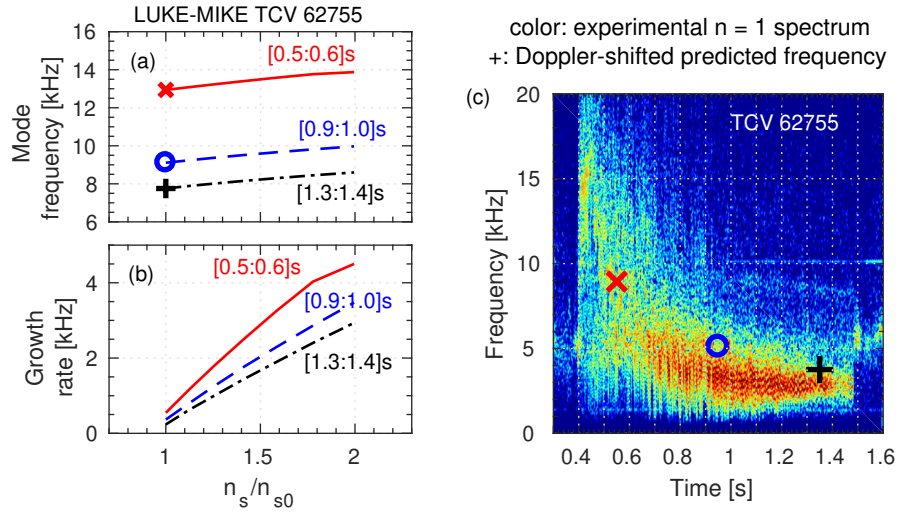 LUKE-MIKE TCV 62755
(a)
16
14
12
10
8
6
Mode
frequency [kHz]
[0.5:0.6]s
[0.9:1.0]s
[1.3:1.4]s
(b)
4
2
0
Growth
rate [kHz]
[0.5:0.6]s
[0.9:1.0]s
[1.3:1.4]s
1
1.5
2
n_s/n_s0
color: experimental n = 1 spectrum
+: Doppler-shifted predicted frequency
(c)
TCV 62755
20
15
10
5
0
Frequency [kHz]
0.4 0.6 0.8 1 1.2 1.4 1.6
Time [s]